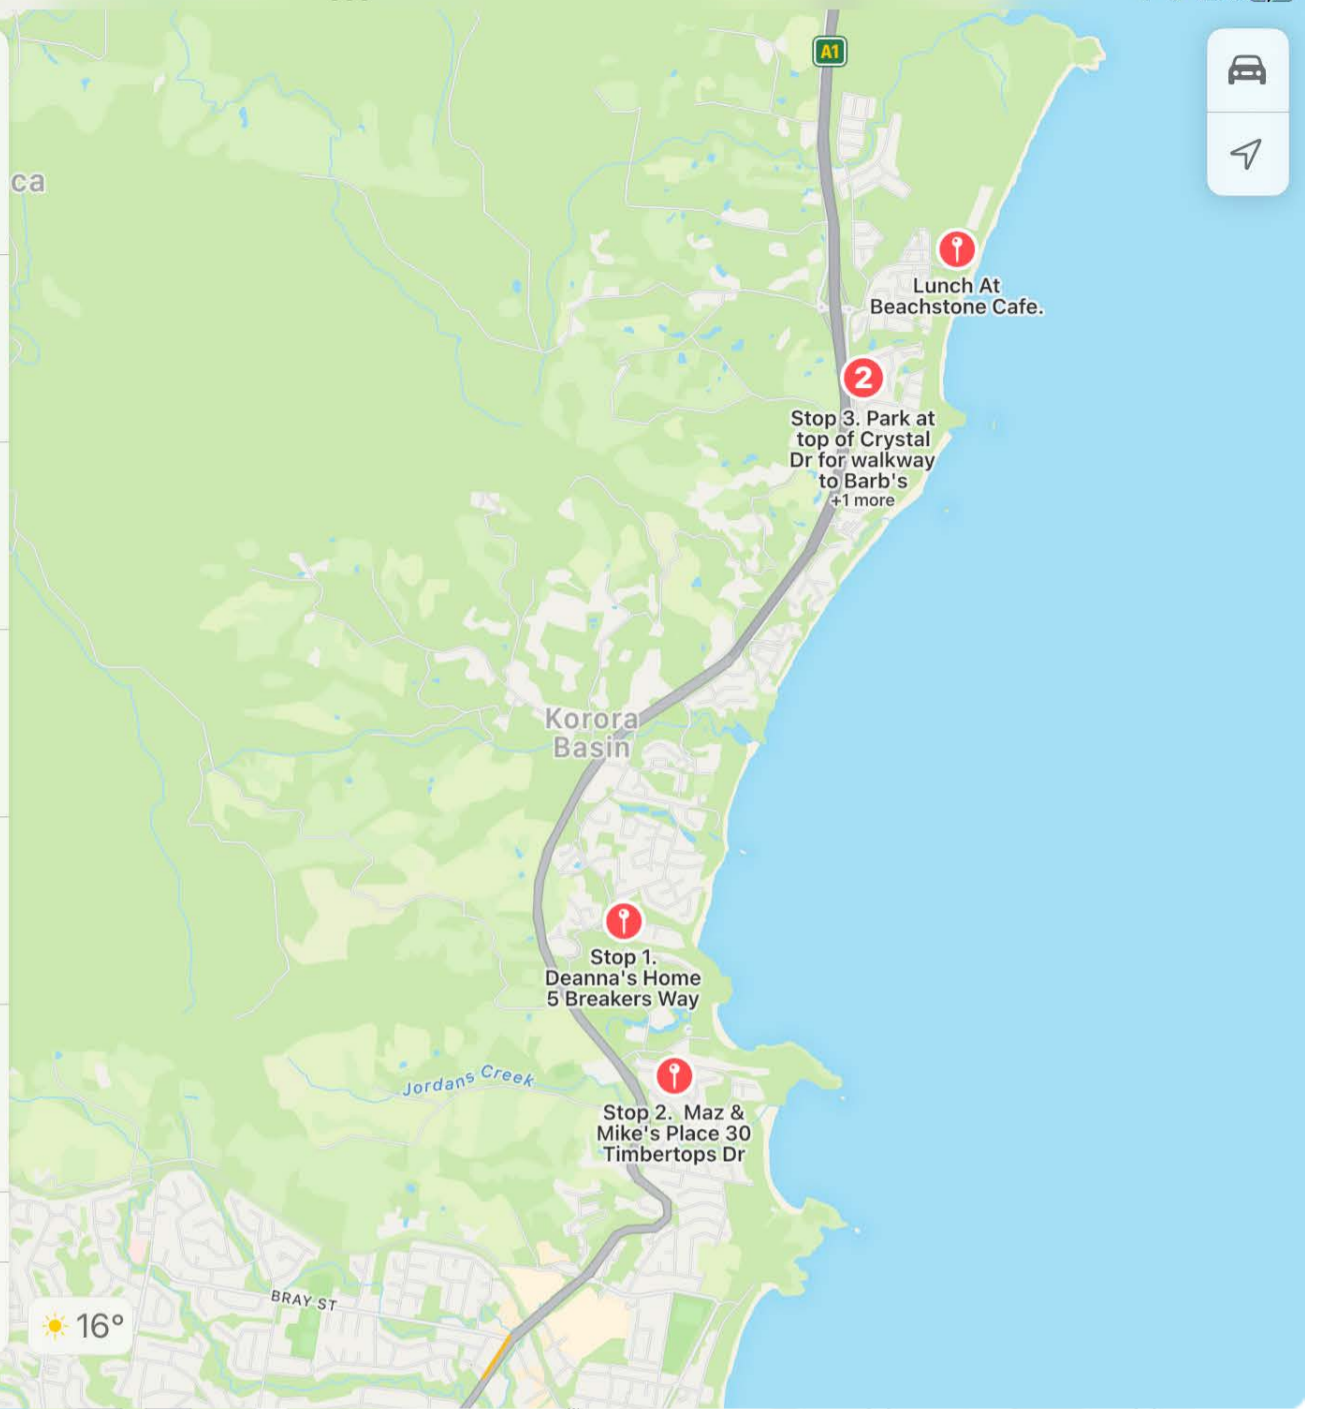 A1
ca
Lunch At
Beachstone Cafe.
2
Stop 3. Park at
top of Crystal
Dr for walkway
to Barb's
+1 more
Korora
Basin
Stop 1.
Deanna's Home
5 Breakers Way
Jordans Creek
Stop 2. Maz &
Mike's Place 30
Timbertops Dr
BRAY ST
16°